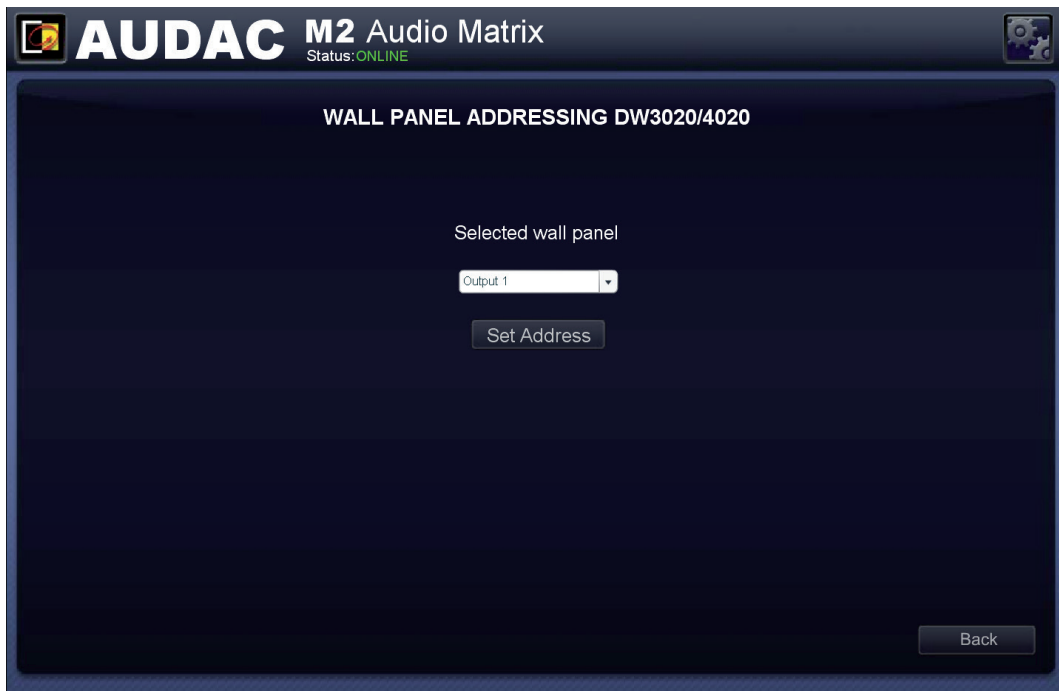 AUDAC M2 Audio Matrix
Status:ONLINE
WALL PANEL ADDRESSING DW3020/4020
Selected wall panel
Output 1
Set Address
Back